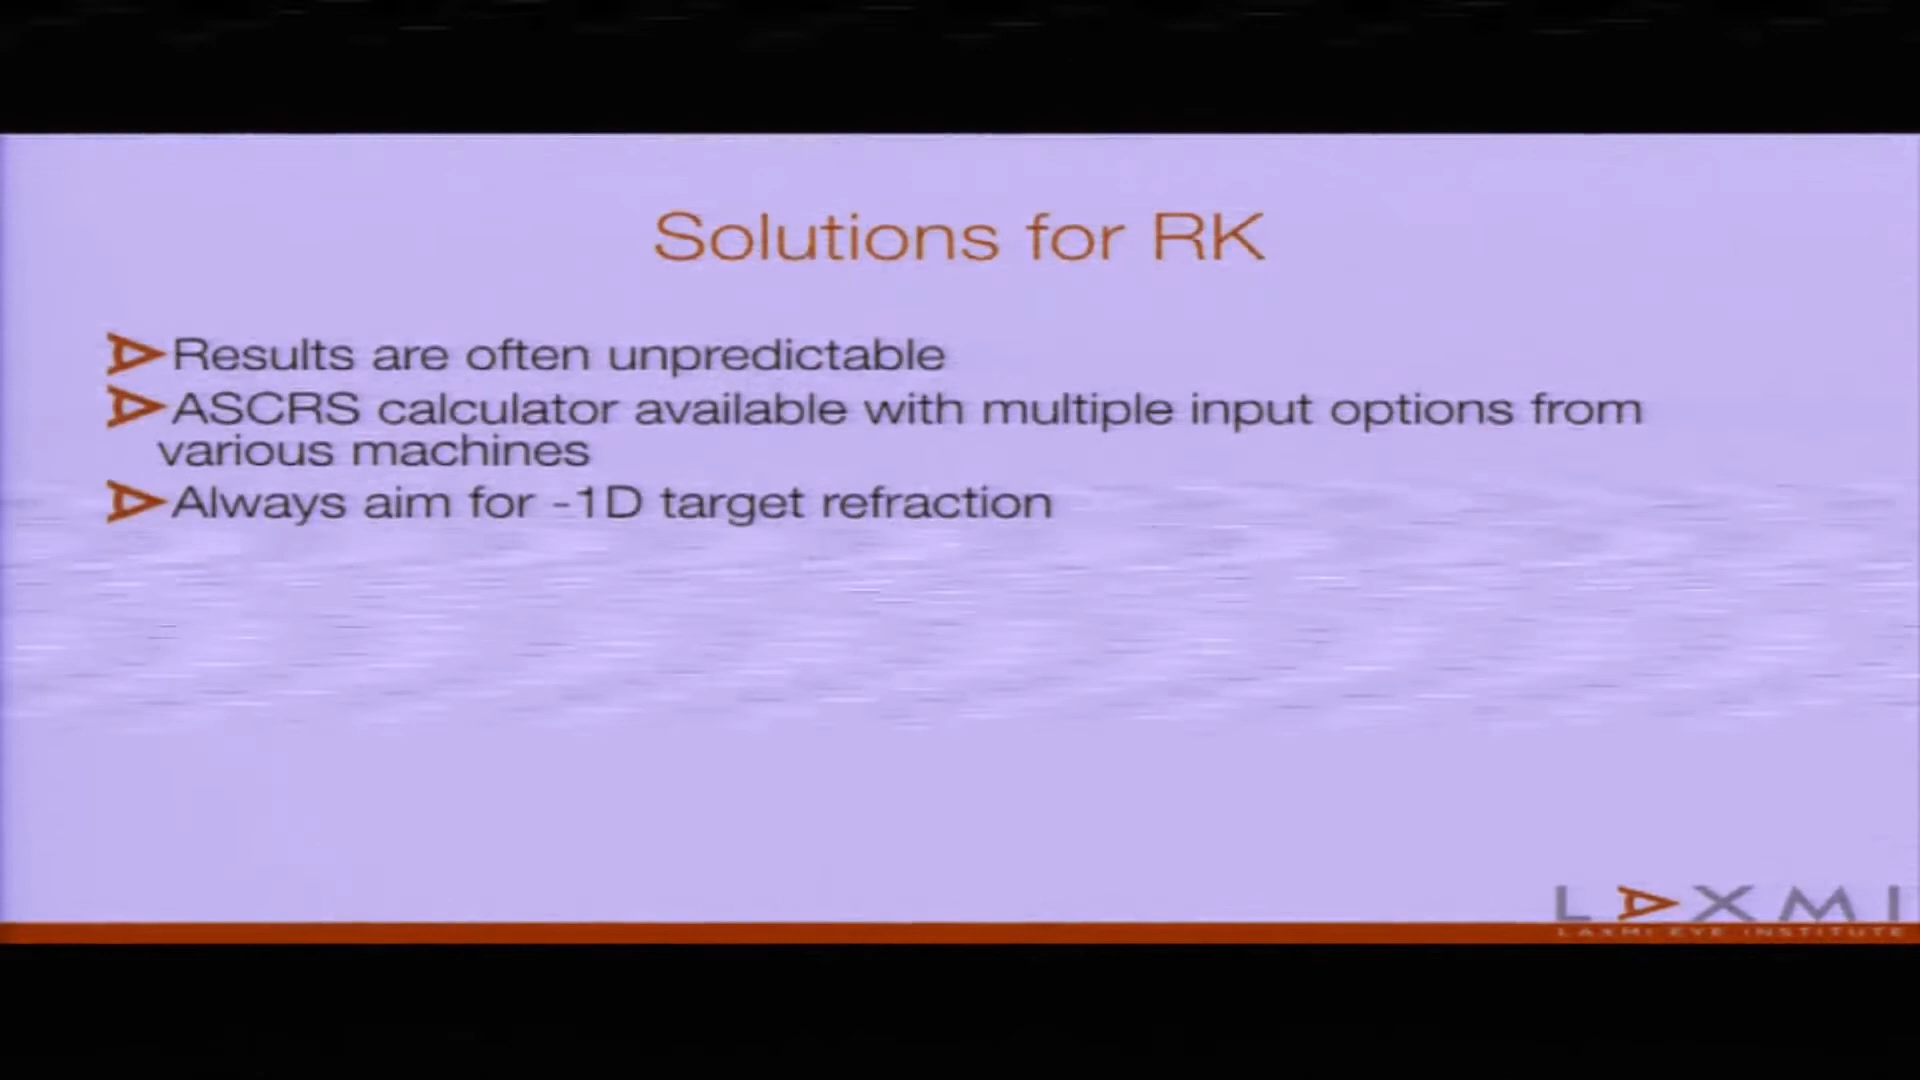 Solutions for RK
Results are often unpredictable
ASCRS calculator available with multiple input options from
various machines
Always aim for -1D target refraction
LAXMI
LAXMI EYE INSTITUTE